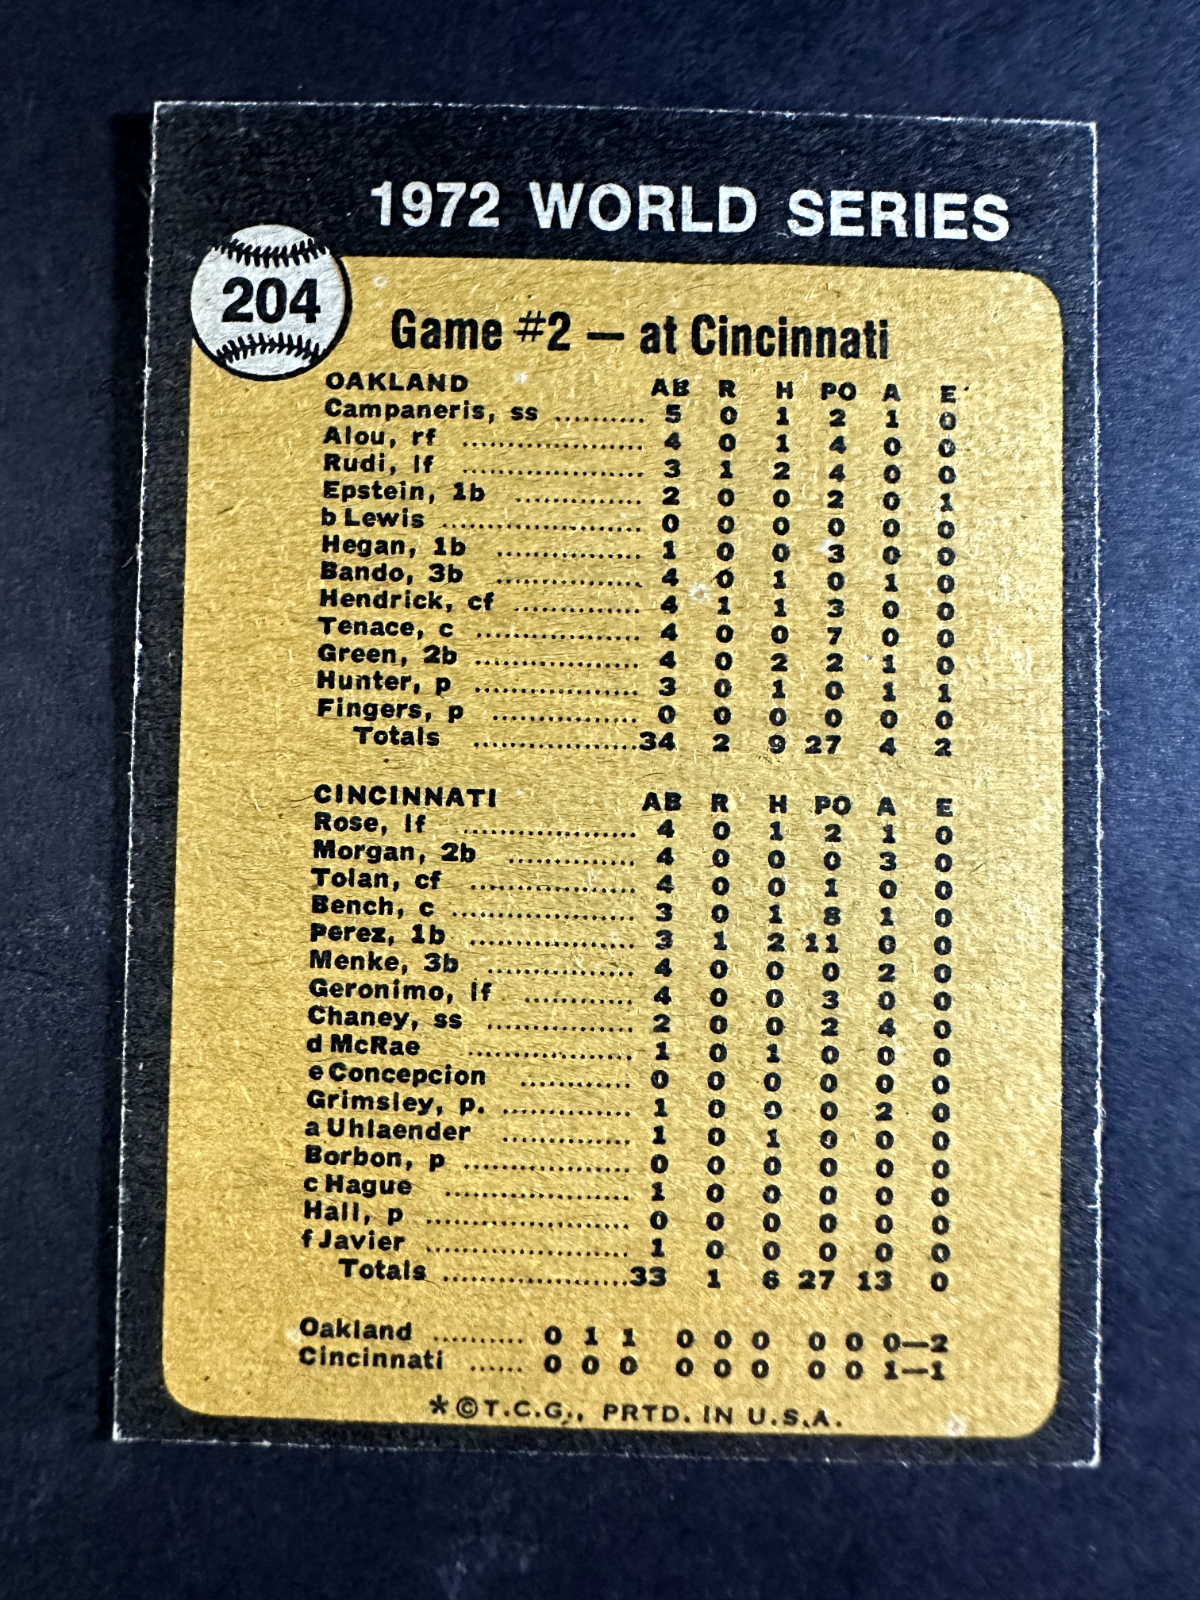 1972 WORLD SERIES
204
Game #2 — at Cincinnati
OAKLAND AB R H PO A E
Campaneris, ss .......... 5 0 1 2 1 0
Alou, rf .................... 4 0 1 4 0 0
Rudi, lf .................... 3 1 2 4 0 0
Epstein, 1b .............. 2 0 0 2 0 1
b Lewis ...................... 0 0 0 0 0 0
Hegan, 1b ................ 1 0 0 3 0 0
Bando, 3b ................ 4 0 1 0 1 0
Hendrick, cf .............. 4 1 1 3 0 0
Tenace, c .................. 4 0 0 7 0 0
Green, 2b .................. 4 0 2 2 1 0
Hunter, p .................. 3 0 1 0 1 1
Fingers, p ................ 0 0 0 0 0 0
Totals ..................34 2 9 27 4 2
CINCINNATI AB R H PO A E
Rose, lf .................... 4 0 1 2 1 0
Morgan, 2b .............. 4 0 0 0 3 0
Tolan, cf .................. 4 0 0 1 0 0
Bench, c .................... 3 0 1 8 1 0
Perez, 1b .................. 3 1 2 11 0 0
Menke, 3b ................ 4 0 0 0 2 0
Geronimo, lf ............ 4 0 0 3 0 0
Chaney, ss ................ 2 0 0 2 4 0
d McRae .................. 1 0 1 0 0 0
e Concepcion ............ 0 0 0 0 0 0
Grimsley, p. .............. 1 0 0 0 2 0
a Uhlaender .............. 1 0 1 0 0 0
Borbon, p .................. 0 0 0 0 0 0
c Hague .................... 1 0 0 0 0 0
Hall, p ...................... 0 0 0 0 0 0
f Javier ...................... 1 0 0 0 0 0
Totals ....................33 1 6 27 13 0
Oakland .......... 0 1 1 0 0 0 0 0 0—2
Cincinnati ...... 0 0 0 0 0 0 0 0 1—1
*©T.C.G., PRTD. IN U.S.A.